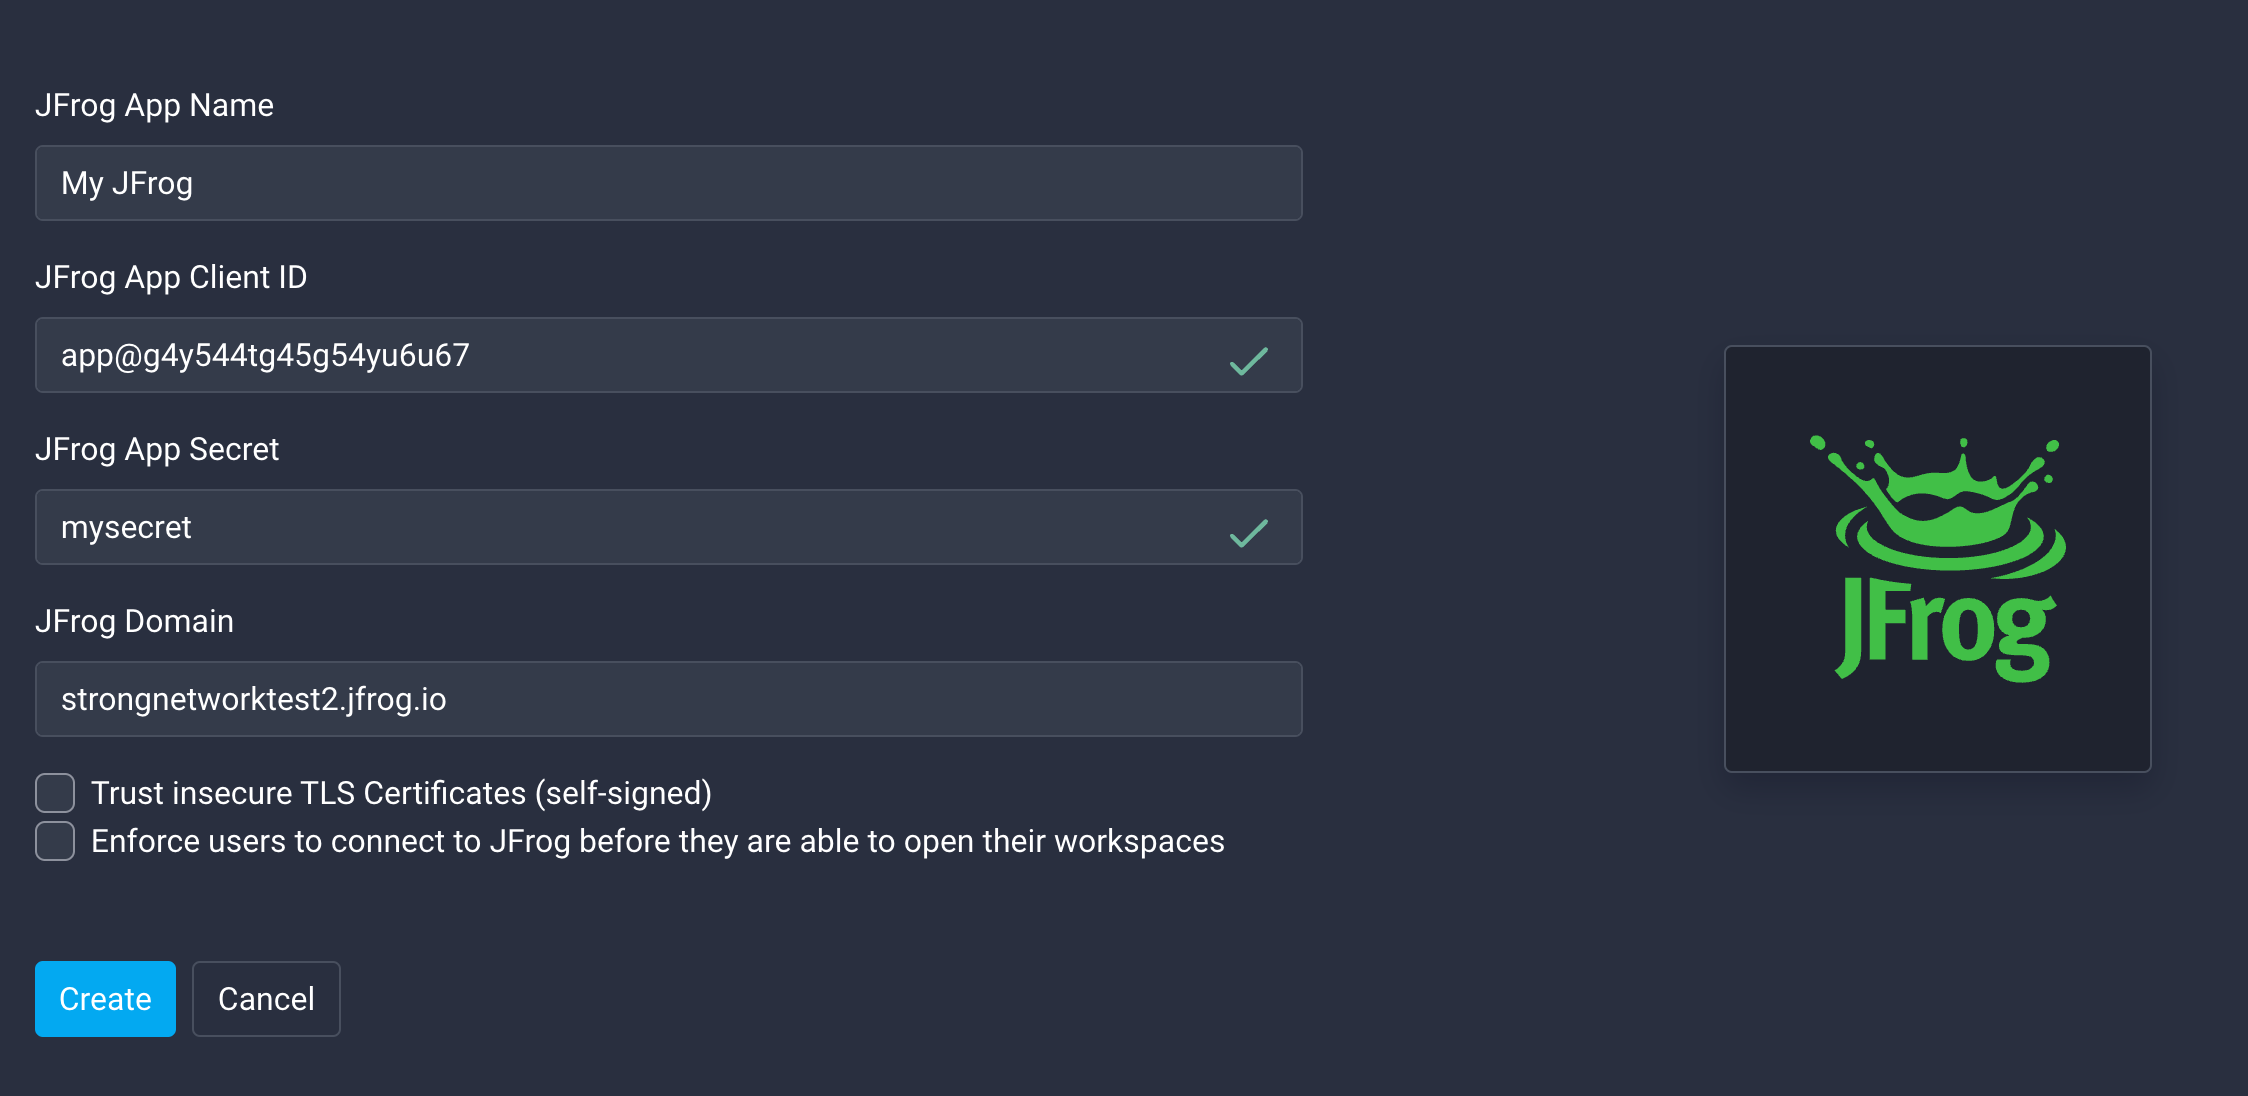 JFrog App Name
My JFrog
JFrog App Client ID
app@g4y544tg45g54yu6u67
JFrog App Secret
mysecret
JFrog Domain
strongnetworktest2.jfrog.io
Trust insecure TLS Certificates (self-signed)
Enforce users to connect to JFrog before they are able to open their workspaces
Create
Cancel
JFrog